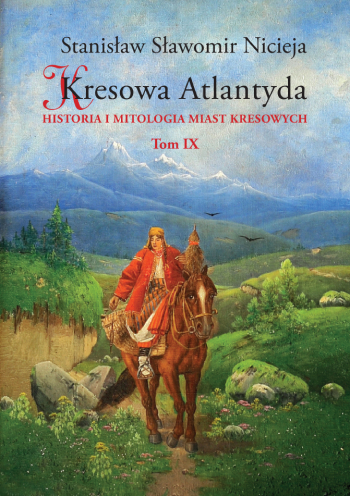 Stanisław Sławomir Nicieja
Kresowa Atlantyda
HISTORIA I MITOLOGIA MIAST KRESOWYCH
Tom IX